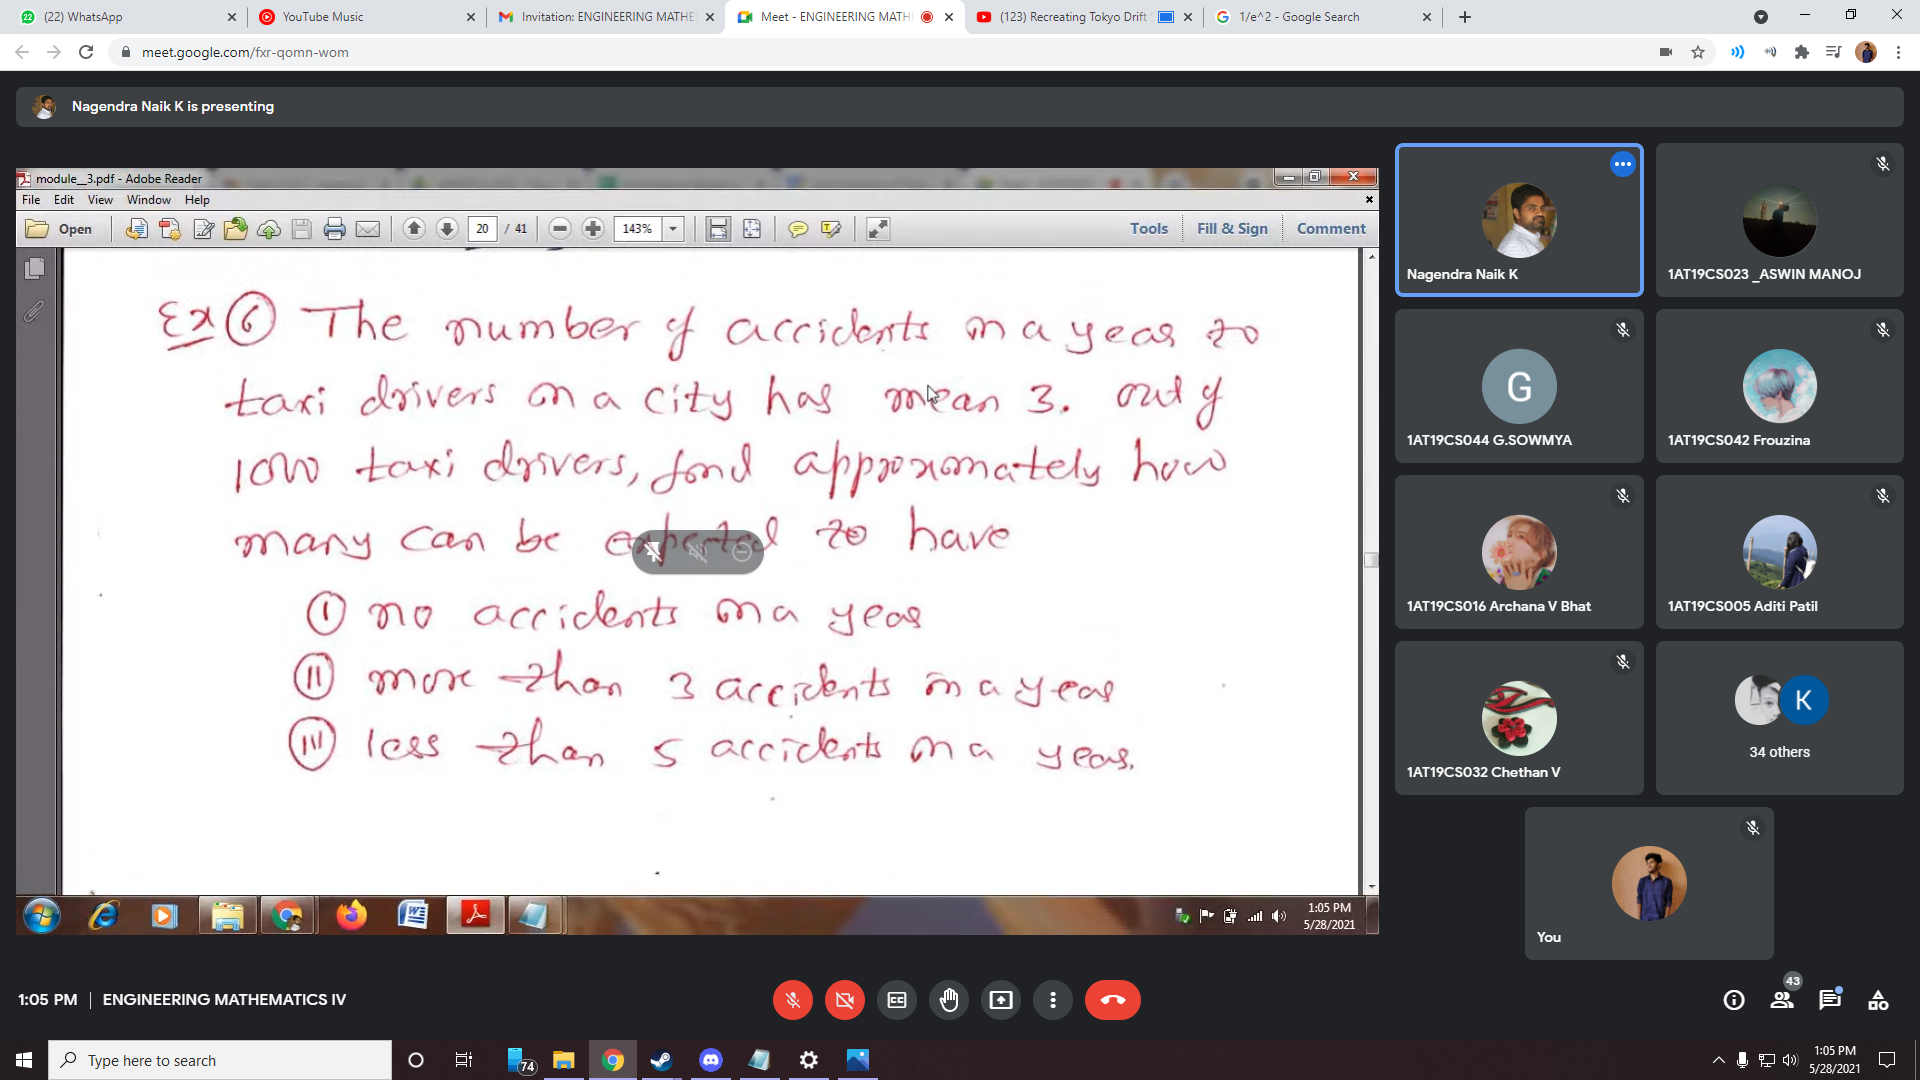 (22) WhatsApp
YouTube Music
Invitation: ENGINEERING MATHE
Meet - ENGINEERING MATH
(123) Recreating Tokyo Drift
1/e^2 - Google Search
meet.google.com/fxr-qomn-wom
Nagendra Naik K is presenting
module__3.pdf - Adobe Reader
File Edit View Window Help
Open 20 / 41 143% Tools Fill & Sign Comment
Ex 6 The number of accidents in a year to
taxi drivers in a city has mean 3. out of
1000 taxi drivers, find approximately how
many can be expected to have
I no accidents in a year
II more than 3 accidents in a year
III less than 5 accidents in a year.
1:05 PM
5/28/2021
Nagendra Naik K
1AT19CS023 _ASWIN MANOJ
G
1AT19CS044 G.SOWMYA
1AT19CS042 Frouzina
1AT19CS016 Archana V Bhat
1AT19CS005 Aditi Patil
1AT19CS032 Chethan V
K
34 others
You
1:05 PM | ENGINEERING MATHEMATICS IV
43
Type here to search
74
1:05 PM
5/28/2021